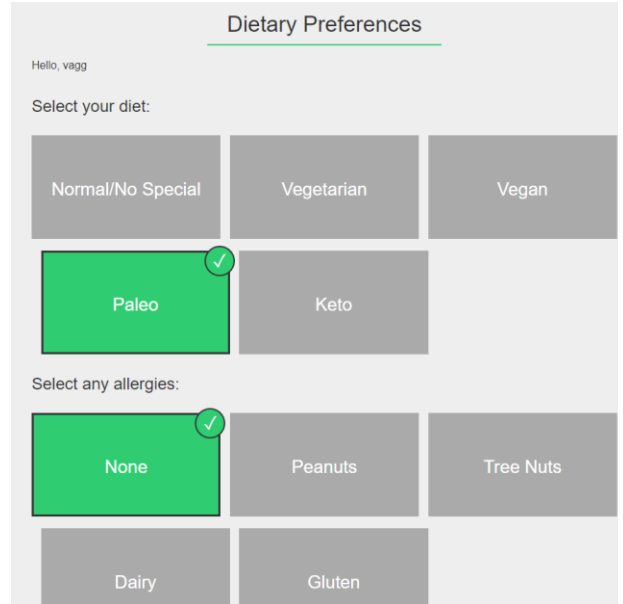 Dietary Preferences
Hello, vagg
Select your diet:
Normal/No Special Vegetarian Vegan
Paleo Keto
Select any allergies:
None Peanuts Tree Nuts
Dairy Gluten